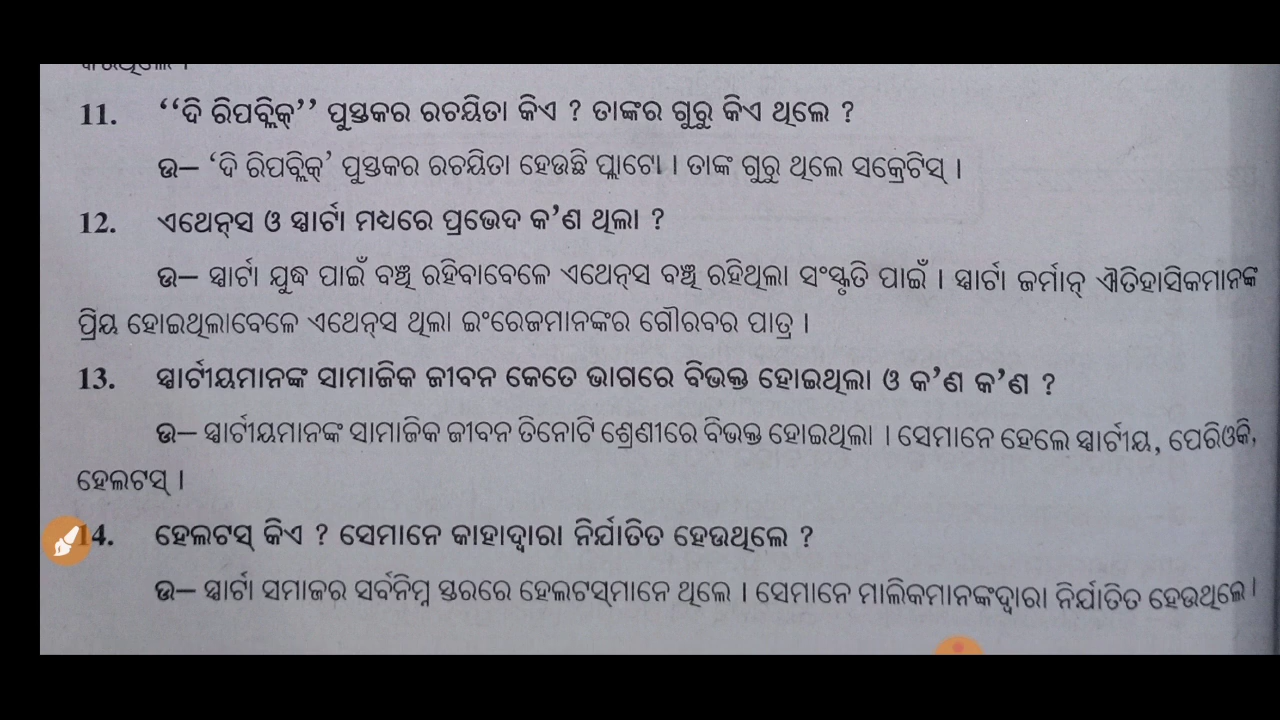 11. ‘‘ଦି ରିପବ୍ଲିକ୍’’ ପୁସ୍ତକର ରଚୟିତା କିଏ ? ତାଙ୍କର ଗୁରୁ କିଏ ଥିଲେ ?
ଉ– ‘ଦି ରିପବ୍ଲିକ୍’ ପୁସ୍ତକର ରଚୟିତା ହେଉଛି ପ୍ଲାଟୋ । ତାଙ୍କ ଗୁରୁ ଥିଲେ ସକ୍ରେଟିସ୍ ।
12. ଏଥେନ୍‌ସ ଓ ସ୍ପାର୍ଟା ମଧ୍ୟରେ ପ୍ରଭେଦ କ’ଣ ଥିଲା ?
ଉ– ସ୍ପାର୍ଟା ଯୁଦ୍ଧ ପାଇଁ ବଞ୍ଚି ରହିବାବେଳେ ଏଥେନ୍‌ସ ବଞ୍ଚି ରହିଥିଲା ସଂସ୍କୃତି ପାଇଁ । ସ୍ପାର୍ଟା ଜର୍ମାନ୍ ଐତିହାସିକମାନଙ୍କ
ପ୍ରିୟ ହୋଇଥିଲାବେଳେ ଏଥେନ୍‌ସ ଥିଲା ଇଂରେଜମାନଙ୍କର ଗୌରବର ପାତ୍ର ।
13. ସ୍ପାର୍ଟୀୟମାନଙ୍କ ସାମାଜିକ ଜୀବନ କେତେ ଭାଗରେ ବିଭକ୍ତ ହୋଇଥିଲା ଓ କ’ଣ କ’ଣ ?
ଉ– ସ୍ପାର୍ଟୀୟମାନଙ୍କ ସାମାଜିକ ଜୀବନ ତିନୋଟି ଶ୍ରେଣୀରେ ବିଭକ୍ତ ହୋଇଥିଲା । ସେମାନେ ହେଲେ ସ୍ପାର୍ଟୀୟ, ପେରିଓକି,
ହେଲଟସ୍ ।
14. ହେଲଟସ୍ କିଏ ? ସେମାନେ କାହାଦ୍ୱାରା ନିର୍ଯାତିତ ହେଉଥିଲେ ?
ଉ– ସ୍ପାର୍ଟା ସମାଜର ସର୍ବନିମ୍ନ ସ୍ତରରେ ହେଲଟସ୍‌ମାନେ ଥିଲେ । ସେମାନେ ମାଲିକମାନଙ୍କଦ୍ୱାରା ନିର୍ଯାତିତ ହେଉଥିଲେ ।